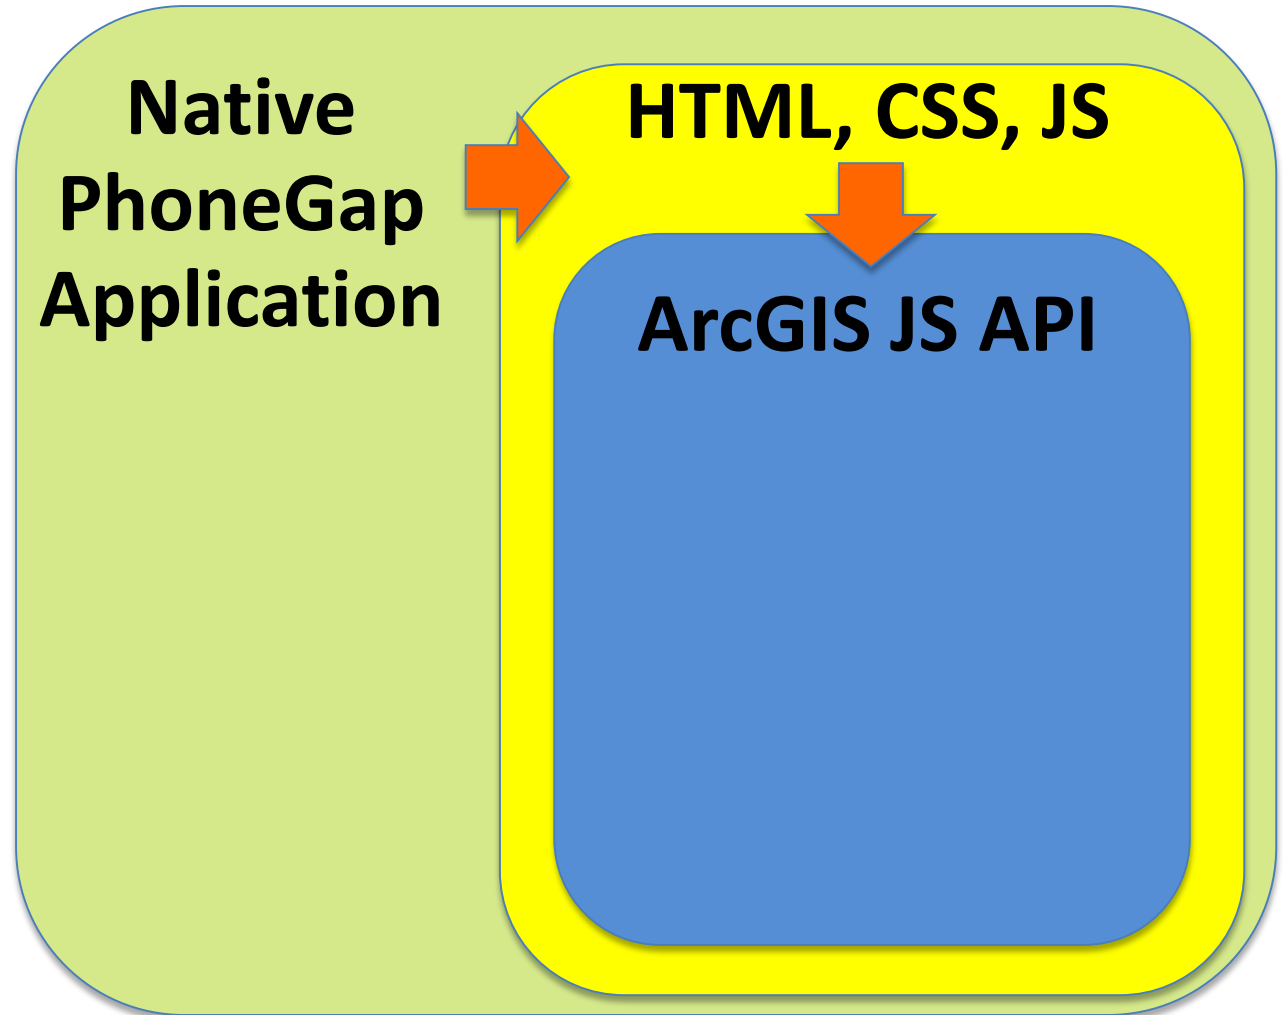 Native
PhoneGap
Application
HTML, CSS, JS
ArcGIS JS API